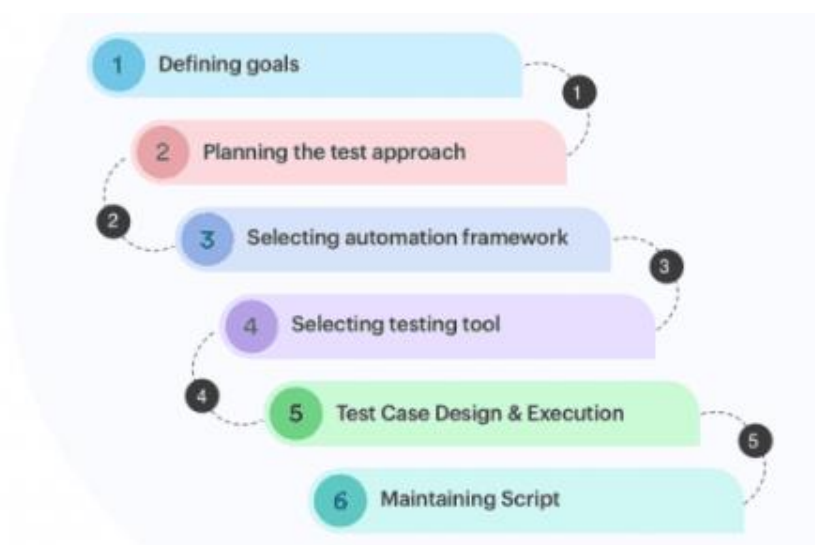 1 Defining goals
1
2 Planning the test approach
2
3 Selecting automation framework
3
4 Selecting testing tool
4
5 Test Case Design & Execution
5
6 Maintaining Script